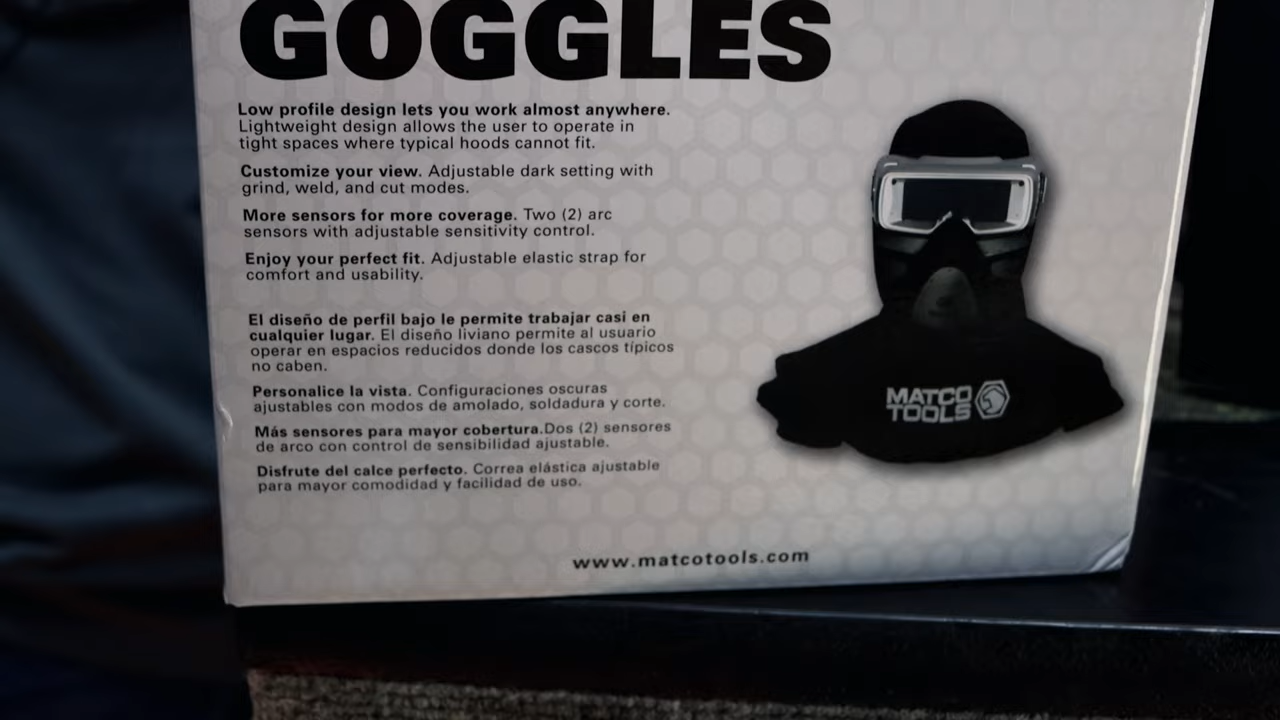 GOGGLES
Low profile design lets you work almost anywhere.
Lightweight design allows the user to operate in
tight spaces where typical hoods cannot fit.
Customize your view. Adjustable dark setting with
grind, weld, and cut modes.
More sensors for more coverage. Two (2) arc
sensors with adjustable sensitivity control.
Enjoy your perfect fit. Adjustable elastic strap for
comfort and usability.
El diseño de perfil bajo le permite trabajar casi en
cualquier lugar. El diseño liviano permite al usuario
operar en espacios reducidos donde los cascos típicos
no caben.
Personalice la vista. Configuraciones oscuras
ajustables con modos de amolado, soldadura y corte.
Más sensores para mayor cobertura.Dos (2) sensores
de arco con control de sensibilidad ajustable.
Disfrute del calce perfecto. Correa elástica ajustable
para mayor comodidad y facilidad de uso.
MATCO
TOOLS
www.matcotools.com